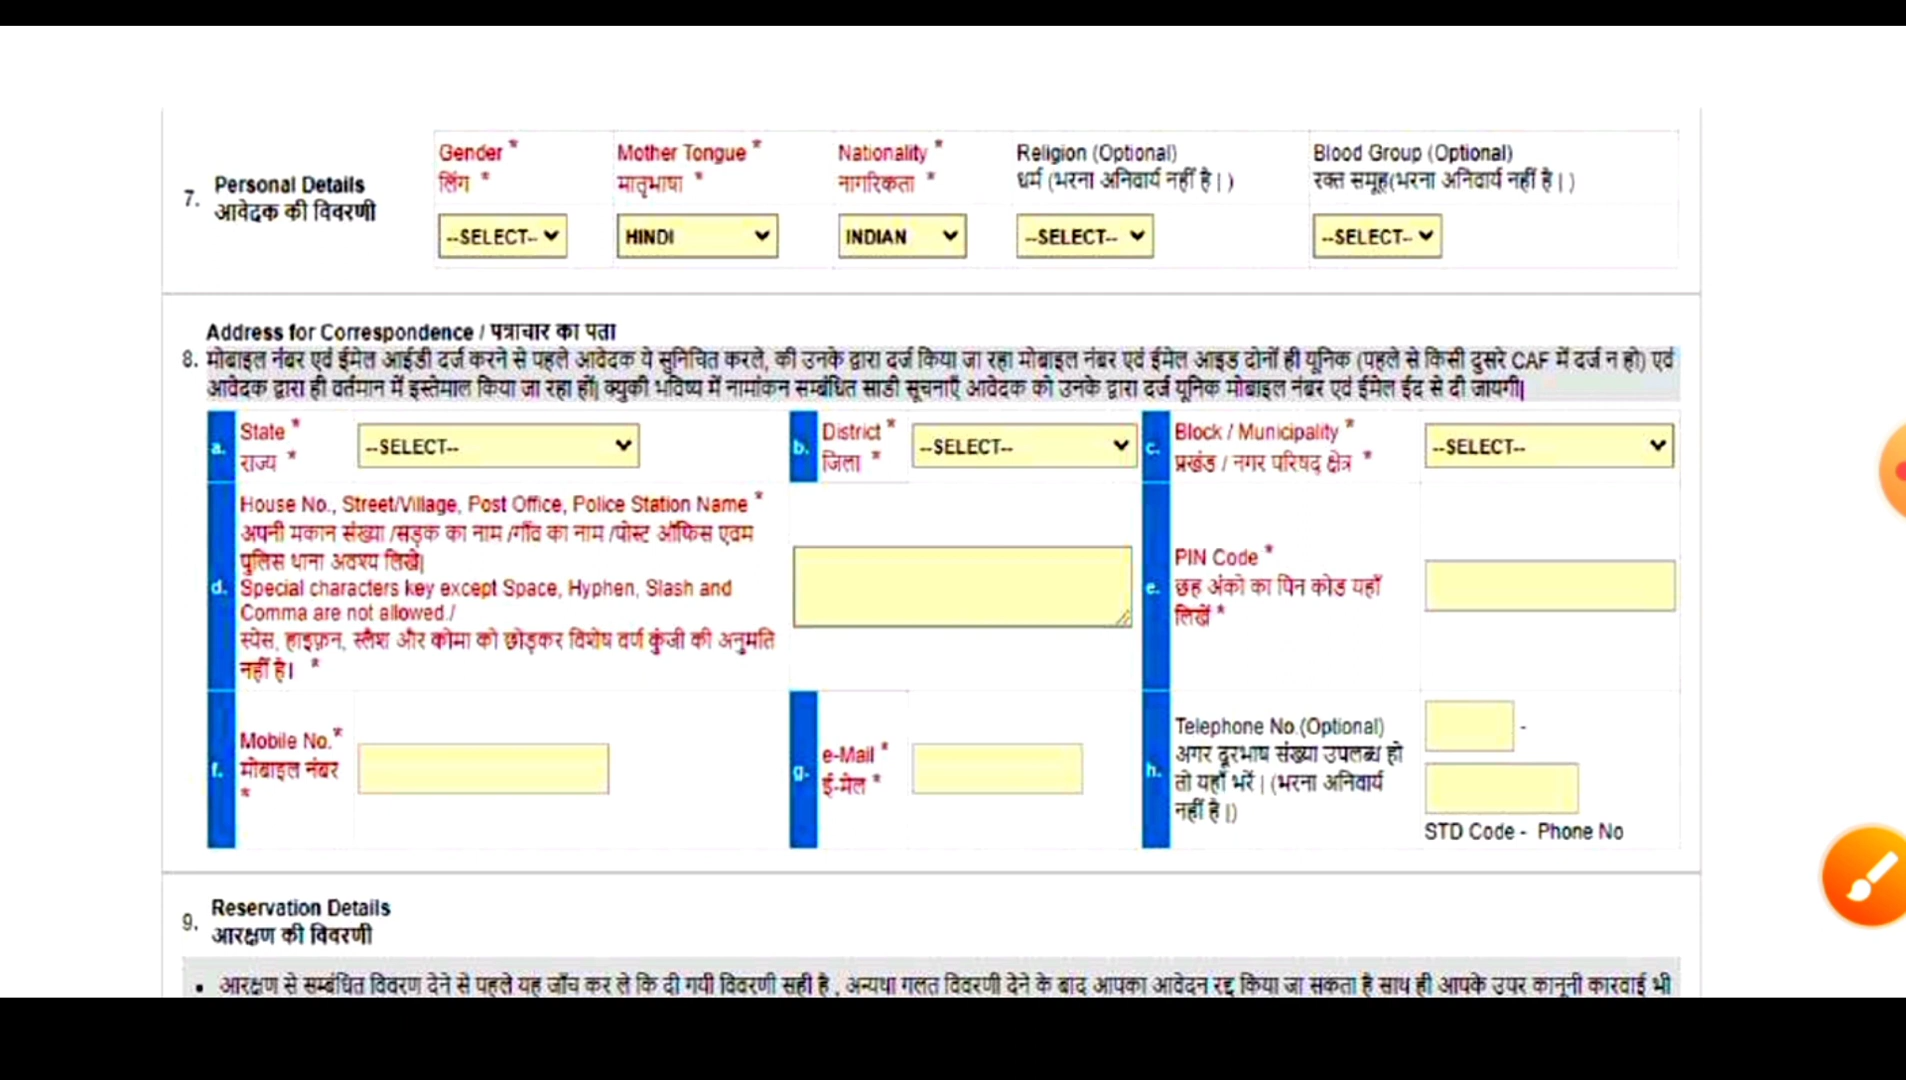 7. Personal Details
आवेदक की विवरणी
Gender *
लिंग *
--SELECT--
Mother Tongue *
मातृभाषा *
HINDI
Nationality *
नागरिकता *
INDIAN
Religion (Optional)
धर्म (भरना अनिवार्य नहीं है | )
--SELECT--
Blood Group (Optional)
रक्त समूह(भरना अनिवार्य नहीं है | )
--SELECT--
Address for Correspondence / पत्राचार का पता
8. मोबाइल नंबर एवं ईमेल आईडी दर्ज करने से पहले आवेदक ये सुनिचित करले, की उनके द्वारा दर्ज किया जा रहा मोबाइल नंबर एवं ईमेल आइड दोनों ही यूनिक (पहले से किसी दुसरे CAF में दर्ज न हो) एवं
आवेदक द्वारा ही वर्तमान में इस्तेमाल किया जा रहा हों| क्युकी भविष्य में नामांकन सम्बंधित साडी सूचनाएँ आवेदक को उनके द्वारा दर्ज यूनिक मोबाइल नंबर एवं ईमेल ईद से दी जायगी|
a. State *
राज्य *
--SELECT--
b. District *
जिला *
--SELECT--
c. Block / Municipality *
प्रखंड / नगर परिषद क्षेत्र *
--SELECT--
d. House No., Street/Village, Post Office, Police Station Name *
अपनी मकान संख्या /सड़क का नाम /गाँव का नाम /पोस्ट ऑफिस एवम
पुलिस थाना अवश्य लिखे|
Special characters key except Space, Hyphen, Slash and
Comma are not allowed./
स्पेस, हाइफ़न, स्लैश और कोमा को छोड़कर विशेष वर्ण कुंजी की अनुमति
नहीं है। *
e. PIN Code *
छह अंको का पिन कोड यहाँ
लिखें *
f. Mobile No.*
मोबाइल नंबर
*
g. e-Mail *
ई-मेल *
h. Telephone No.(Optional)
अगर दूरभाष संख्या उपलब्ध हो
तो यहाँ भरें | (भरना अनिवार्य
नहीं है |)
-
STD Code - Phone No
9. Reservation Details
आरक्षण की विवरणी
• आरक्षण से सम्बंधित विवरण देने से पहले यह जाँच कर ले कि दी गयी विवरणी सही है , अन्यथा गलत विवरणी देने के बाद आपका आवेदन रद्द किया जा सकता है साथ ही आपके उपर कानूनी कारवाई भी